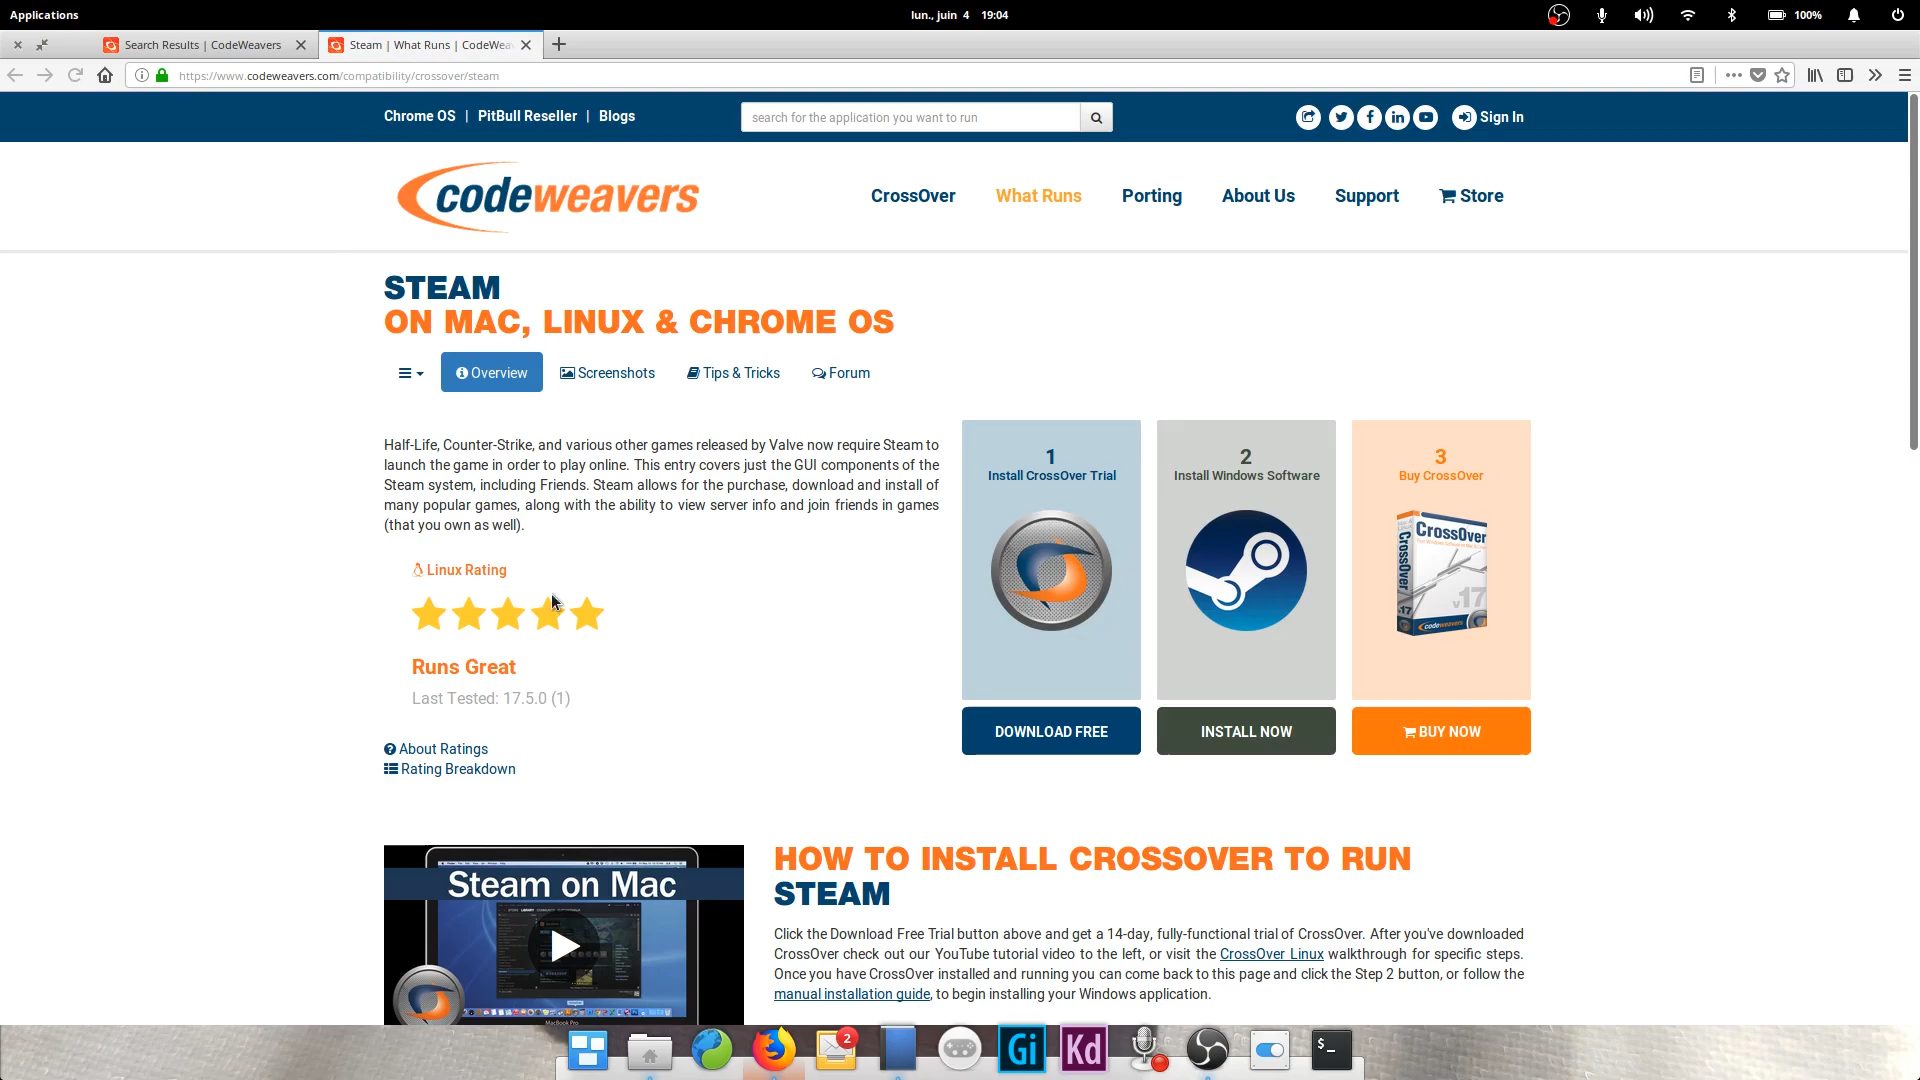 Applications
lun., juin 4 19:04
100%
Search Results | CodeWeavers
Steam | What Runs | CodeWea
https://www.codeweavers.com/compatibility/crossover/steam
Chrome OS | PitBull Reseller | Blogs
search for the application you want to run
Sign In
codeweavers
CrossOver
What Runs
Porting
About Us
Support
Store
STEAM
ON MAC, LINUX & CHROME OS
Overview
Screenshots
Tips & Tricks
Forum
Half-Life, Counter-Strike, and various other games released by Valve now require Steam to
launch the game in order to play online. This entry covers just the GUI components of the
Steam system, including Friends. Steam allows for the purchase, download and install of
many popular games, along with the ability to view server info and join friends in games
(that you own as well).
Linux Rating
Runs Great
Last Tested: 17.5.0 (1)
About Ratings
Rating Breakdown
1
Install CrossOver Trial
DOWNLOAD FREE
2
Install Windows Software
INSTALL NOW
3
Buy CrossOver
CrossOver
CrossOver
v17
17
codeweavers
BUY NOW
Steam on Mac
MacBook Pro
HOW TO INSTALL CROSSOVER TO RUN
STEAM
Click the Download Free Trial button above and get a 14-day, fully-functional trial of CrossOver. After you've downloaded
CrossOver check out our YouTube tutorial video to the left, or visit the CrossOver Linux walkthrough for specific steps.
Once you have CrossOver installed and running you can come back to this page and click the Step 2 button, or follow the
manual installation guide, to begin installing your Windows application.
2
Gi
Kd